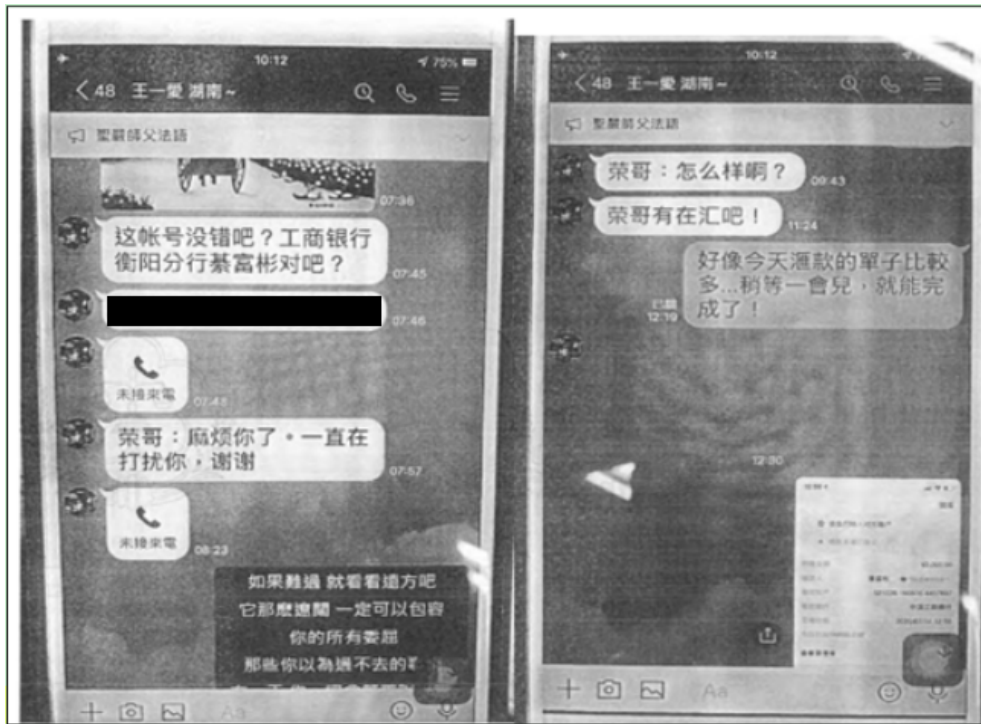 10:12
75%
48 王一愛 湖南~
聖嚴師父法語
07:36
这帐号没错吧？工商银行
衡阳分行綦富彬对吧？
07:45
07:46
未接來電
07:48
荣哥：麻烦你了。一直在
打扰你，谢谢
07:57
未接來電
08:23
如果難過 就看看遠方吧
它那麼遼闊 一定可以包容
你的所有委屈
那些你以為過不去的
Aa
10:12
48 王一愛 湖南~
聖嚴師父法語
荣哥：怎么样啊？
09:43
荣哥有在汇吧！
11:24
好像今天滙款的單子比較
多...稍等一會兒，就能完
成了！
已讀
12:19
12:30
Aa